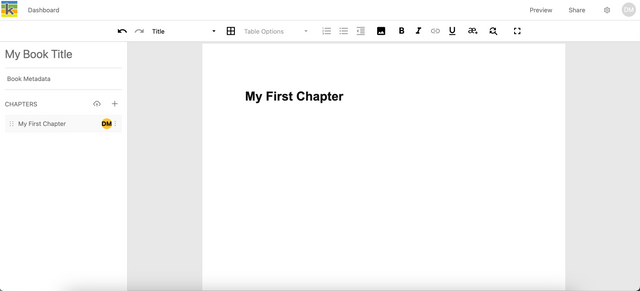 Dashboard
Preview
Share
DM
Title
Table Options
B
I
U
æ
My Book Title
Book Metadata
CHAPTERS
My First Chapter
DM
My First Chapter